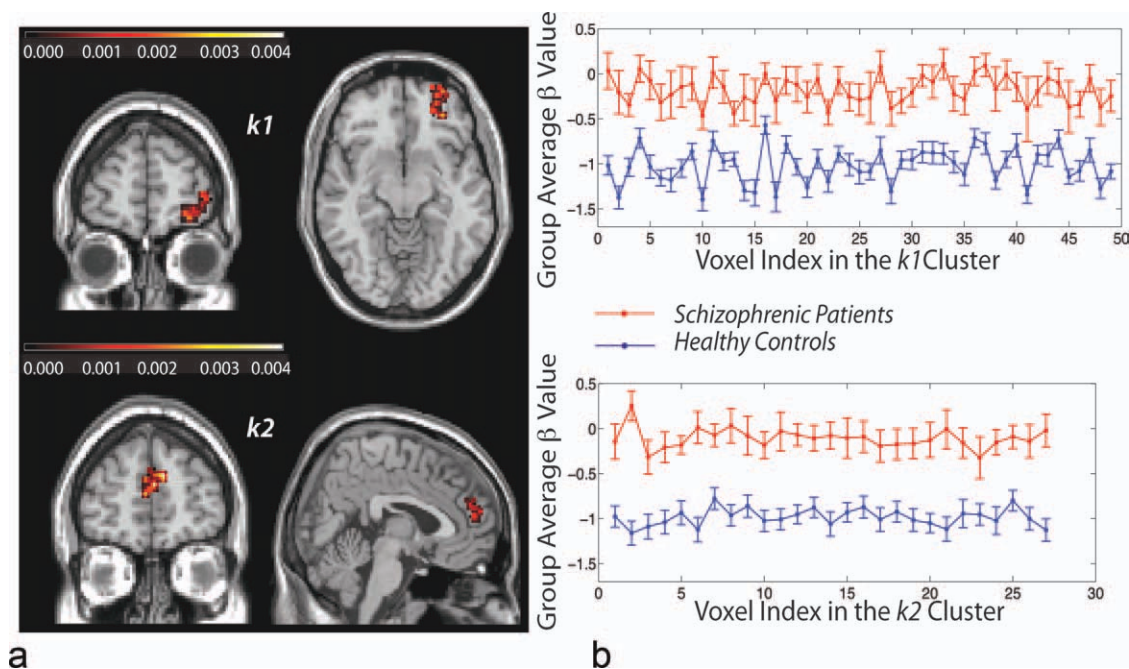 0.000 0.001 0.002 0.003 0.004
k1
0.000 0.001 0.002 0.003 0.004
k2
a
Group Average β Value
0.5
0
−0.5
−1
−1.5
0 5 10 15 20 25 30 35 40 45 50
Voxel Index in the k1Cluster
Schizophrenic Patients
Healthy Controls
Group Average β Value
0.5
0
−0.5
−1
−1.5
0 5 10 15 20 25 30
Voxel Index in the k2 Cluster
b